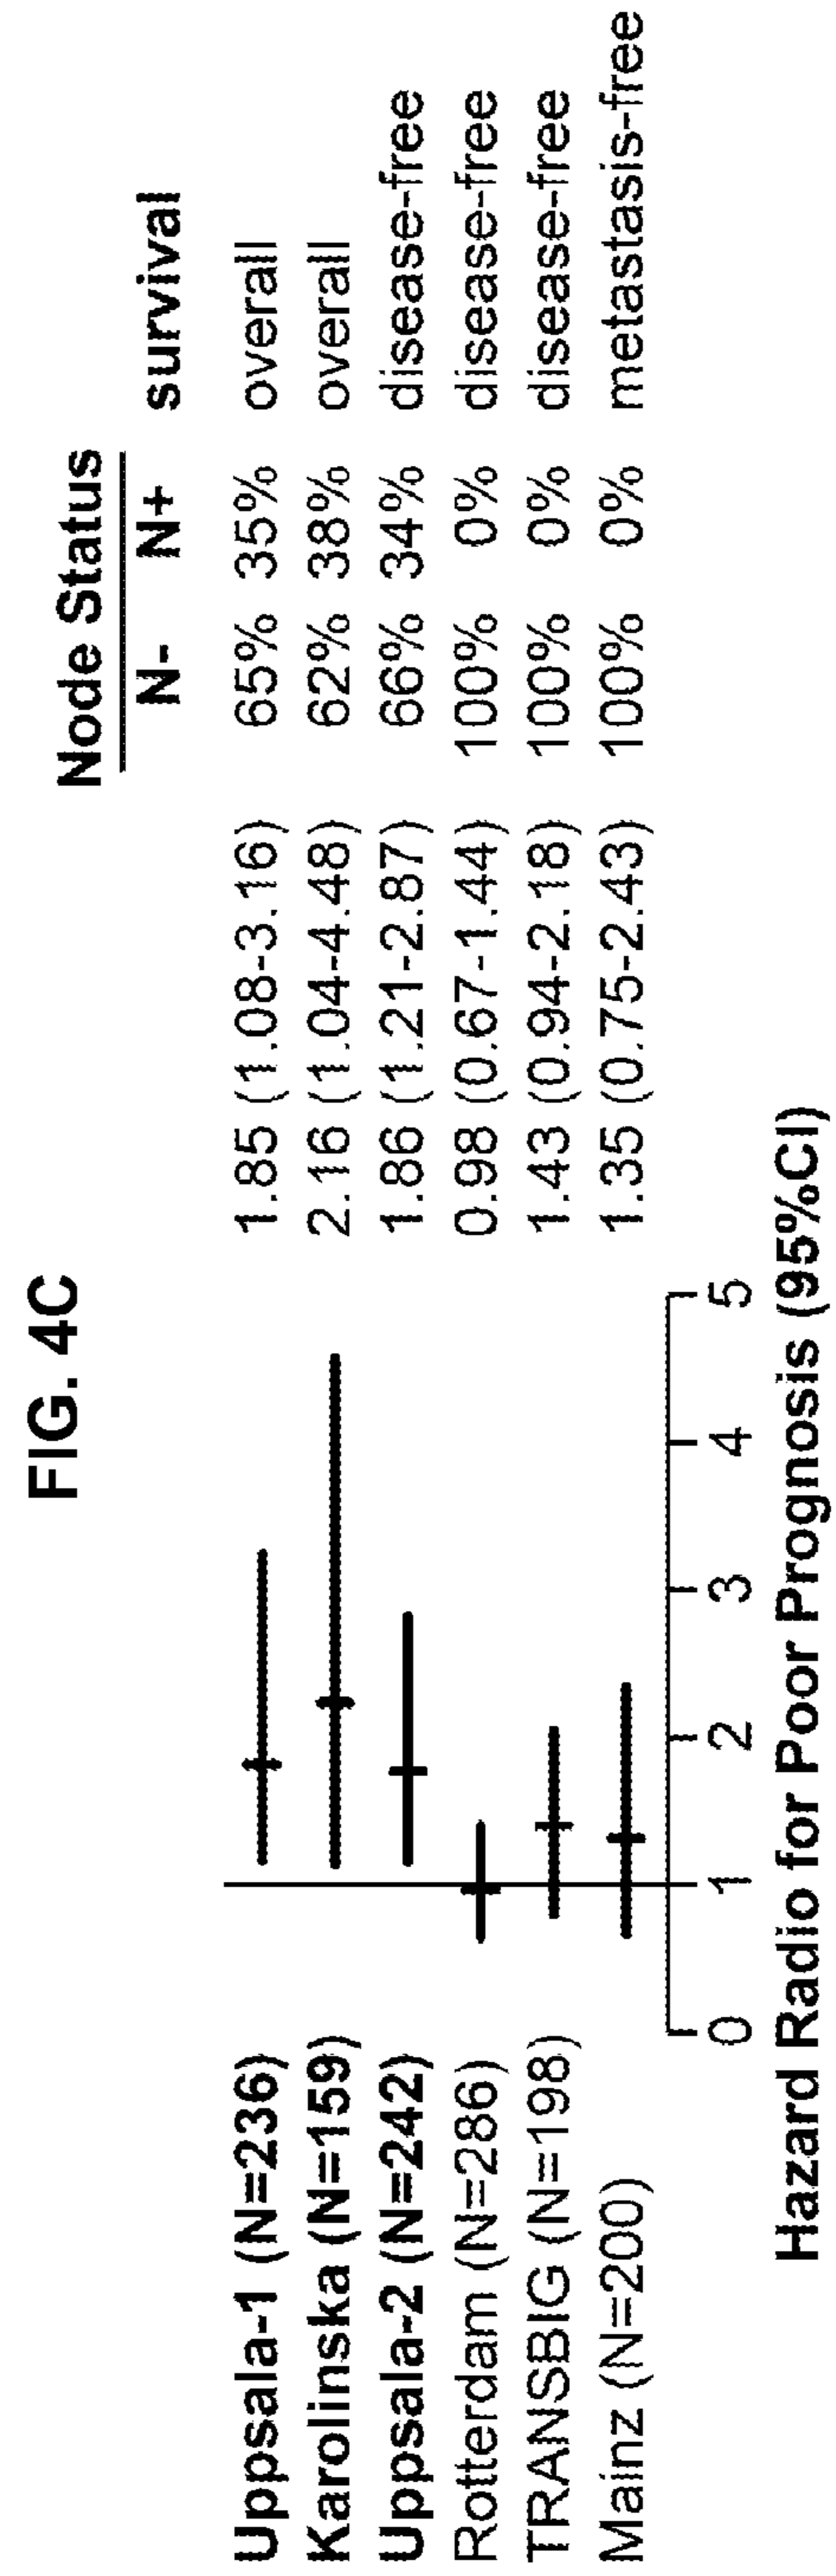 FIG. 4C
Node Status
N- N+ survival
Uppsala-1 (N=236) 1.85 (1.08-3.16) 65% 35% overall
Karolinska (N=159) 2.16 (1.04-4.48) 62% 38% overall
Uppsala-2 (N=242) 1.86 (1.21-2.87) 66% 34% disease-free
Rotterdam (N=286) 0.98 (0.67-1.44) 100% 0% disease-free
TRANSBIG (N=198) 1.43 (0.94-2.18) 100% 0% disease-free
Mainz (N=200) 1.35 (0.75-2.43) 100% 0% metastasis-free
0 1 2 3 4 5
Hazard Radio for Poor Prognosis (95%CI)